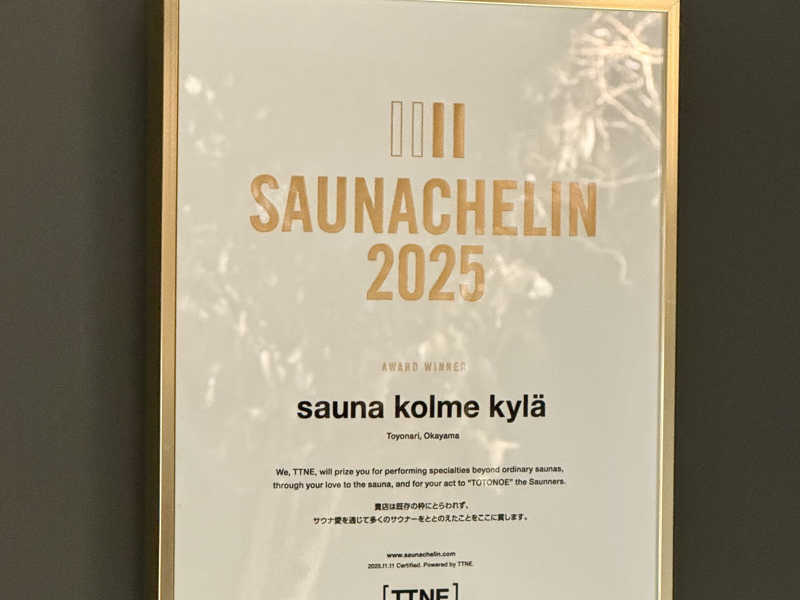 SAUNACHELIN
2025
AWARD WINNER
sauna kolme kylä
Toyonari, Okayama
We, TTNE, will prize you for performing specialties beyond ordinary saunas,
through your love to the sauna, and for your act to "TOTONOE" the Saunners.
貴店は既存の枠にとらわれず、
サウナ愛を通じて多くのサウナーをととのえたことをここに賞します。
www.saunachelin.com
2025.11.11 Certified. Powered by TTNE.
[TTNE]